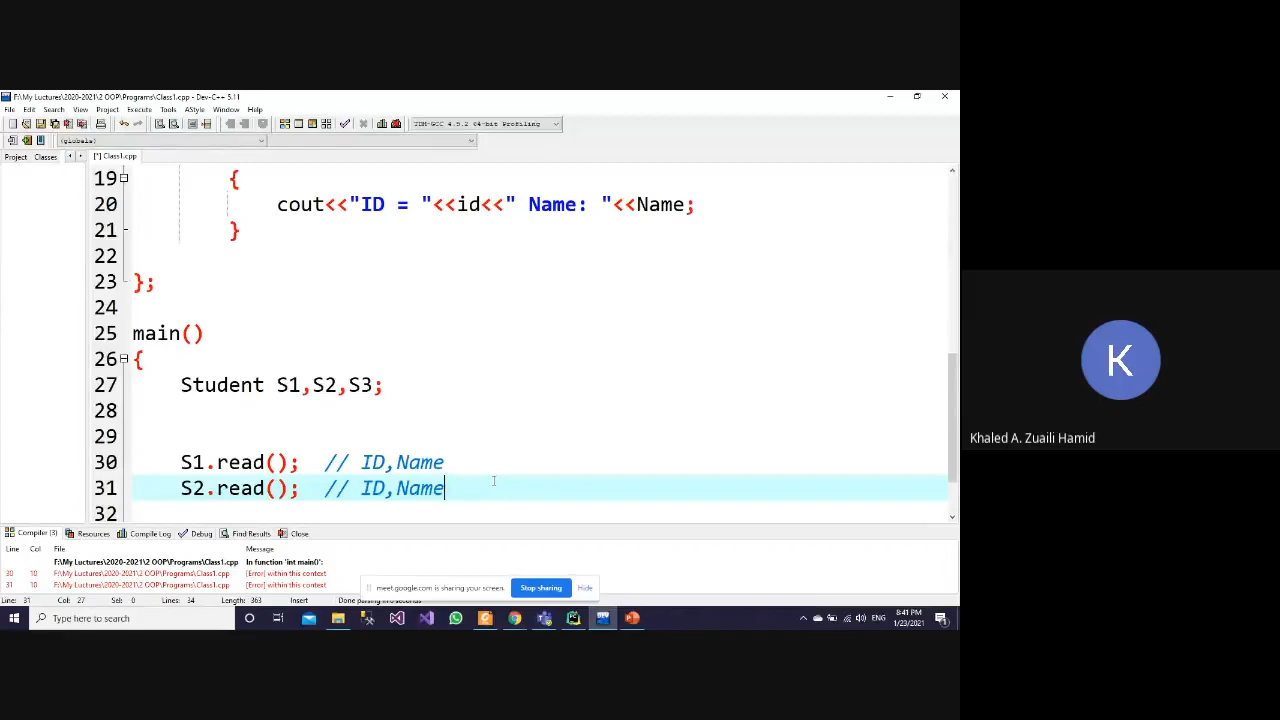 F:\My Luctures\2020-2021\2 OOP\Programs\Class1.cpp - Dev-C++ 5.11
File Edit Search View Project Execute Tools AStyle Window Help
TDM-GCC 4.9.2 64-bit Profiling
(globals)
Project Classes
[*] Class1.cpp
19 {
20 cout<<"ID = "<<id<<" Name: "<<Name;
21 }
22
23 };
24
25 main()
26 {
27 Student S1,S2,S3;
28
29
30 S1.read(); // ID,Name
31 S2.read(); // ID,Name
32
K
Khaled A. Zuaili Hamid
Compiler (3) Resources Compile Log Debug Find Results Close
Line Col File Message
F:\My Luctures\2020-2021\2 OOP\Programs\Class1.cpp In function 'int main()':
30 10 F:\My Luctures\2020-2021\2 OOP\Programs\Class1.cpp [Error] within this context
31 10 F:\My Luctures\2020-2021\2 OOP\Programs\Class1.cpp [Error] within this context
meet.google.com is sharing your screen. Stop sharing Hide
Line: 31 Col: 27 Sel: 0 Lines: 34 Length: 363 Insert
Type here to search
ENG
8:41 PM
1/23/2021